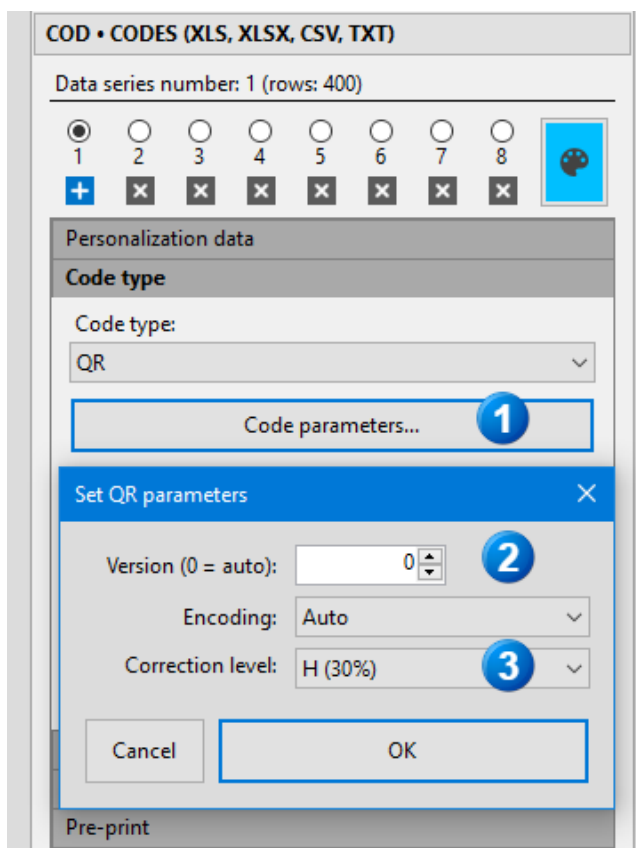 COD • CODES (XLS, XLSX, CSV, TXT)
Data series number: 1 (rows: 400)
1 2 3 4 5 6 7 8
Personalization data
Code type
Code type:
QR
Code parameters... 1
Set QR parameters
Version (0 = auto): 0 2
Encoding: Auto
Correction level: H (30%) 3
Cancel OK
Pre-print